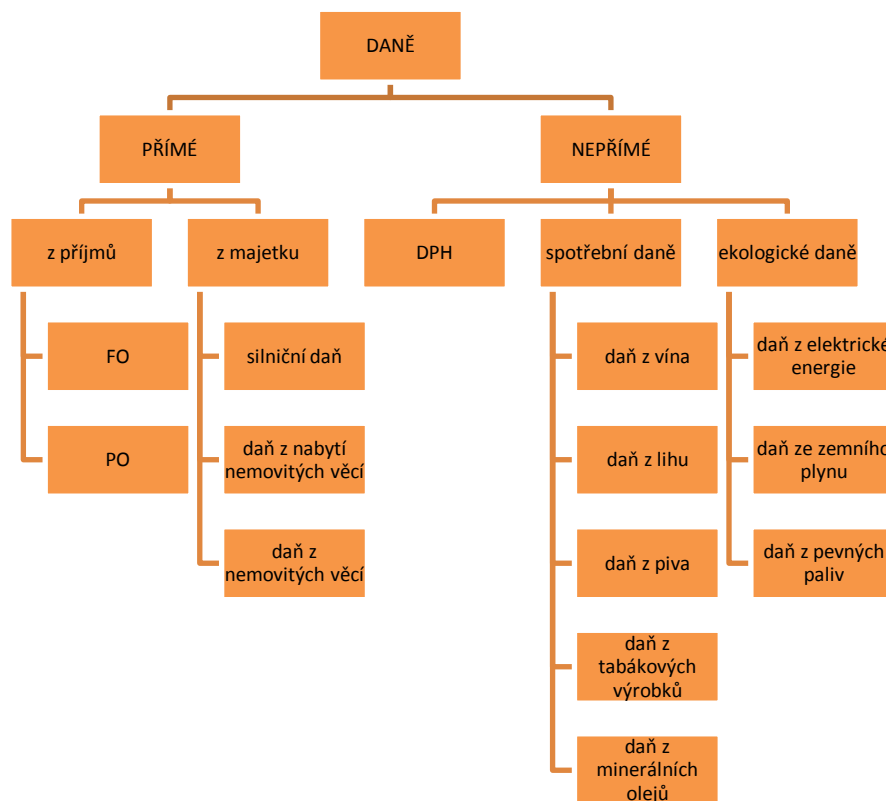 DANĚ
PŘÍMÉ
NEPŘÍMÉ
z příjmů
z majetku
DPH
spotřební daně
ekologické daně
FO
silniční daň
daň z vína
daň z elektrické
energie
PO
daň z nabytí
nemovitých věcí
daň z lihu
daň ze zemního
plynu
daň z
nemovitých věcí
daň z piva
daň z pevných
paliv
daň z
tabákových
výrobků
daň z
minerálních
olejů